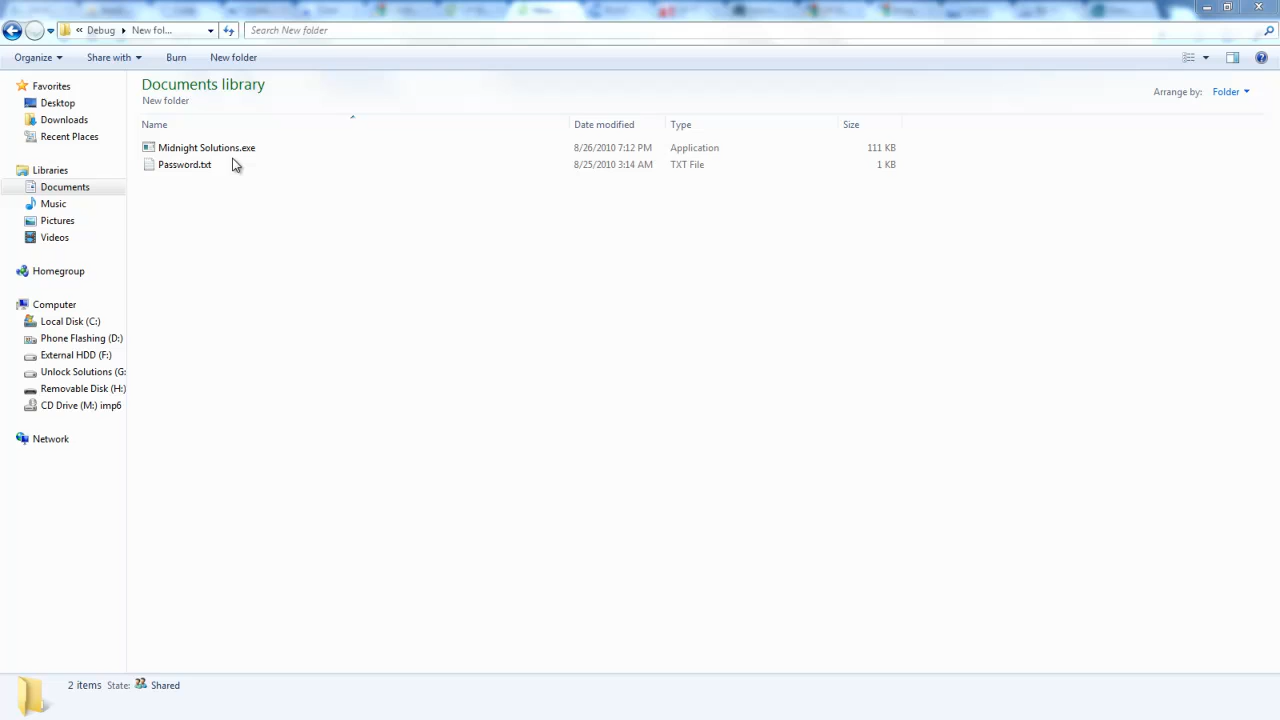 « Debug ▸ New fol...
Search New folder
Organize Share with Burn New folder
Favorites
Desktop
Downloads
Recent Places
Libraries
Documents
Music
Pictures
Videos
Homegroup
Computer
Local Disk (C:)
Phone Flashing (D:)
External HDD (F:)
Unlock Solutions (G:
Removable Disk (H:)
CD Drive (M:) imp6
Network
Documents library
New folder
Arrange by: Folder
Name Date modified Type Size
Midnight Solutions.exe 8/26/2010 7:12 PM Application 111 KB
Password.txt 8/25/2010 3:14 AM TXT File 1 KB
2 items State: Shared